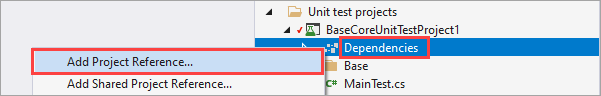 Unit test projects
BaseCoreUnitTestProject1
Dependencies
Add Project Reference...
Base
Add Shared Project Reference...
MainTest.cs